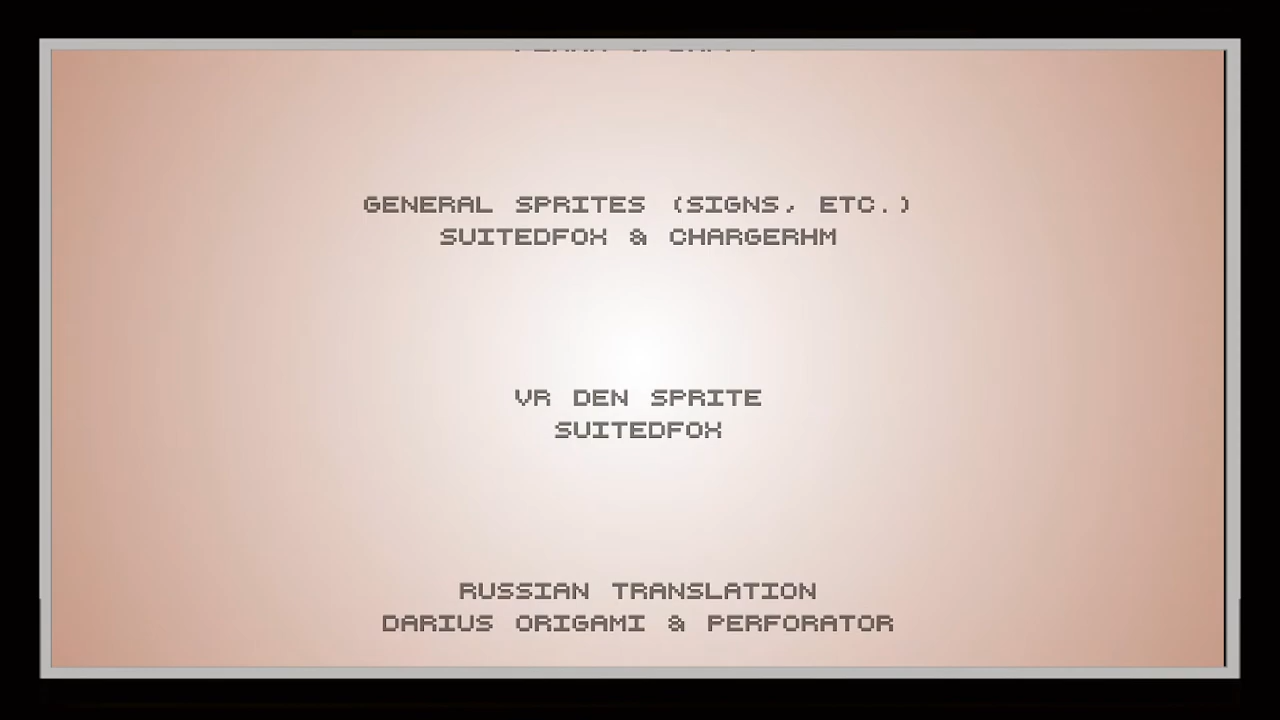 GENERAL SPRITES (SIGNS, ETC.)
SUITEDFOX & CHARGERHM
VR DEN SPRITE
SUITEDFOX
RUSSIAN TRANSLATION
DARIUS ORIGAMI & PERFORATOR